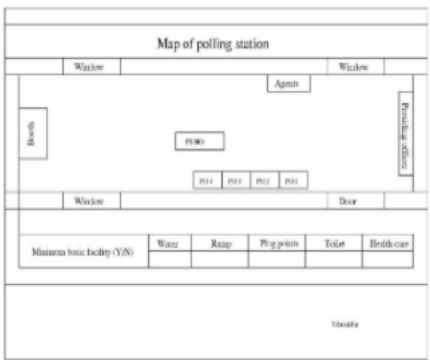 Map of polling station
Window Window
Agents
Booth
Presiding officer
PO4 PO3 PO2 PO1
Window Door
Minimum basic facility (Y/N) Water Ramp Plug points Toilet Health care